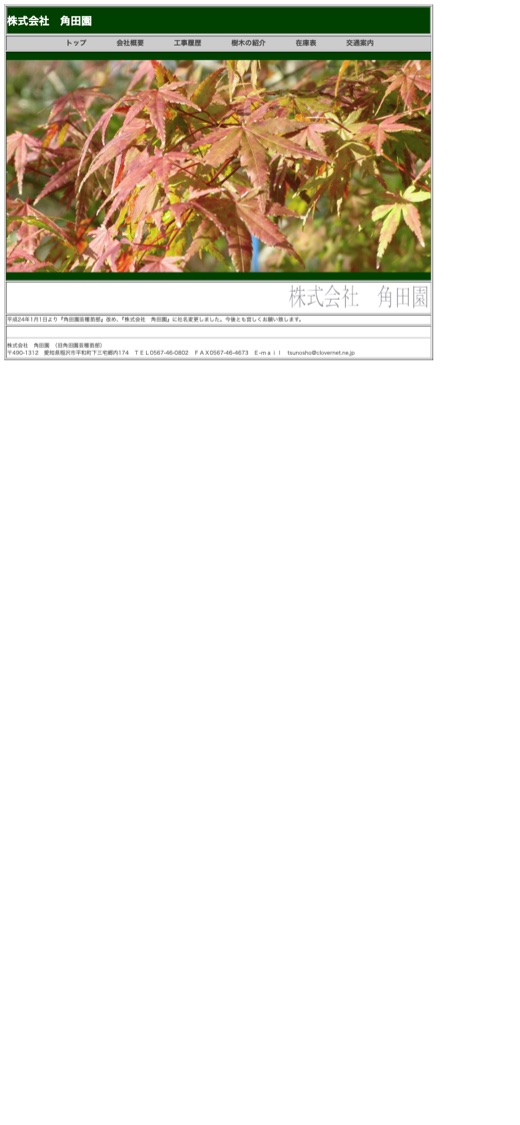 株式会社　角田園
トップ　会社概要　工事履歴　樹木の紹介　在庫表　交通案内
株式会社　角田園
平成24年1月1日より『角田園苗種翁邸』改め、『株式会社　角田園』に社名変更しました。今後とも宜しくお願い致します。
株式会社　角田園　（旧角田園苗種翁邸）
〒490-1312　愛知県稲沢市平和町下三宅郷内174　ＴＥＬ0567-46-0802　ＦＡＸ0567-46-4673　Ｅ-ｍａｉｌ　tsunosho@clovernet.ne.jp